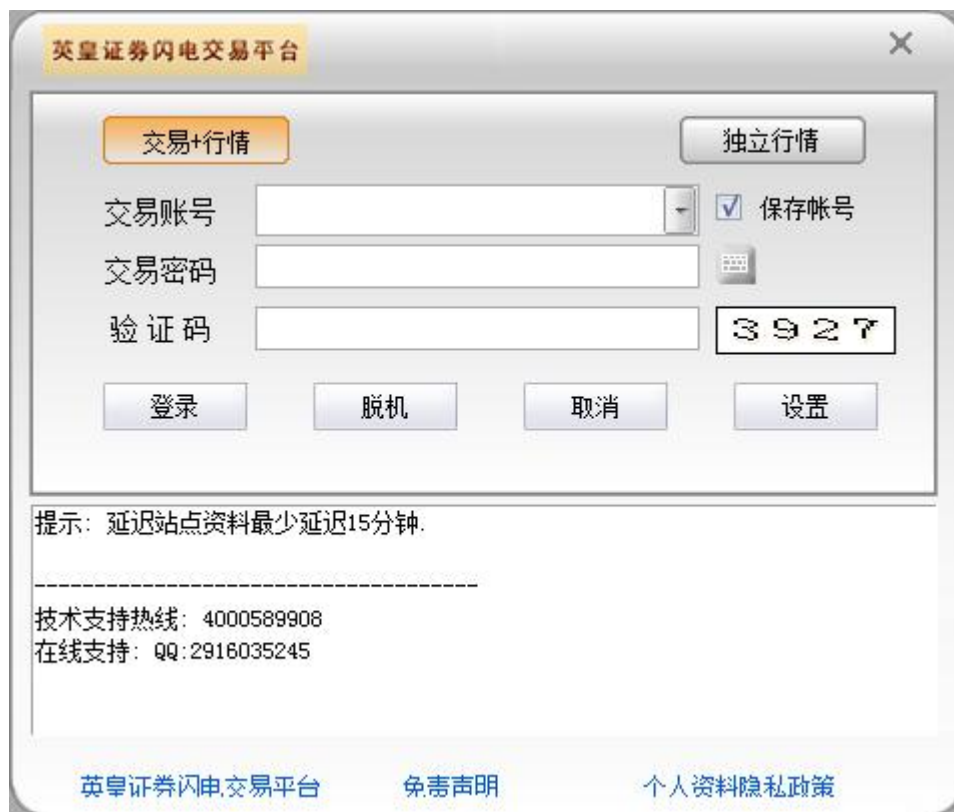 英皇证券闪电交易平台
交易+行情 独立行情
交易账号 保存帐号
交易密码
验证码 3927
登录 脱机 取消 设置
提示: 延迟站点资料最少延迟15分钟.
-------------------------------------
技术支持热线: 4000589908
在线支持: QQ:2916035245
英皇证券闪电交易平台 免责声明 个人资料隐私政策